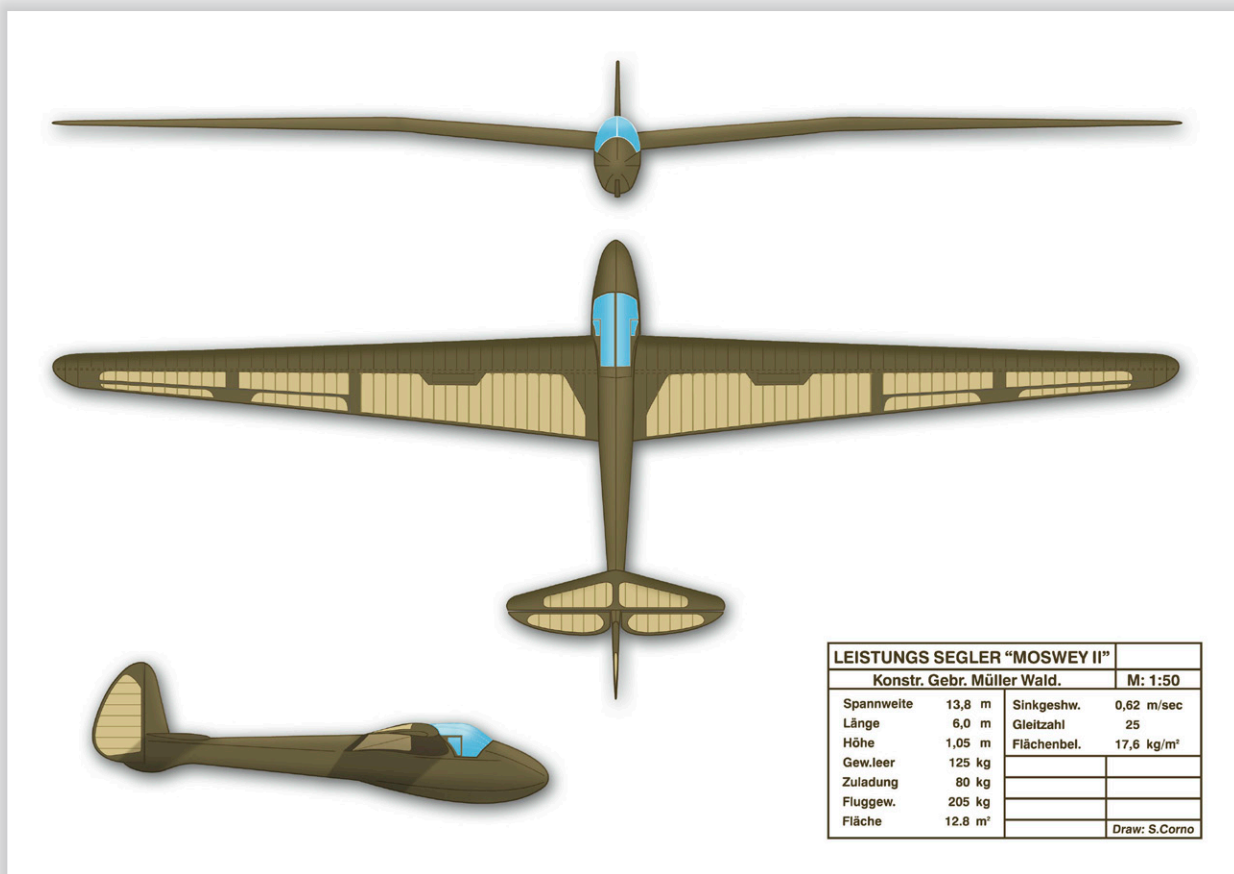 LEISTUNGS SEGLER “MOSWEY II”
Konstr. Gebr. Müller Wald. M: 1:50
Spannweite 13,8 m Sinkgeshw. 0,62 m/sec
Länge 6,0 m Gleitzahl 25
Höhe 1,05 m Flächenbel. 17,6 kg/m²
Gew.leer 125 kg
Zuladung 80 kg
Fluggew. 205 kg
Fläche 12.8 m²
Draw: S.Corno